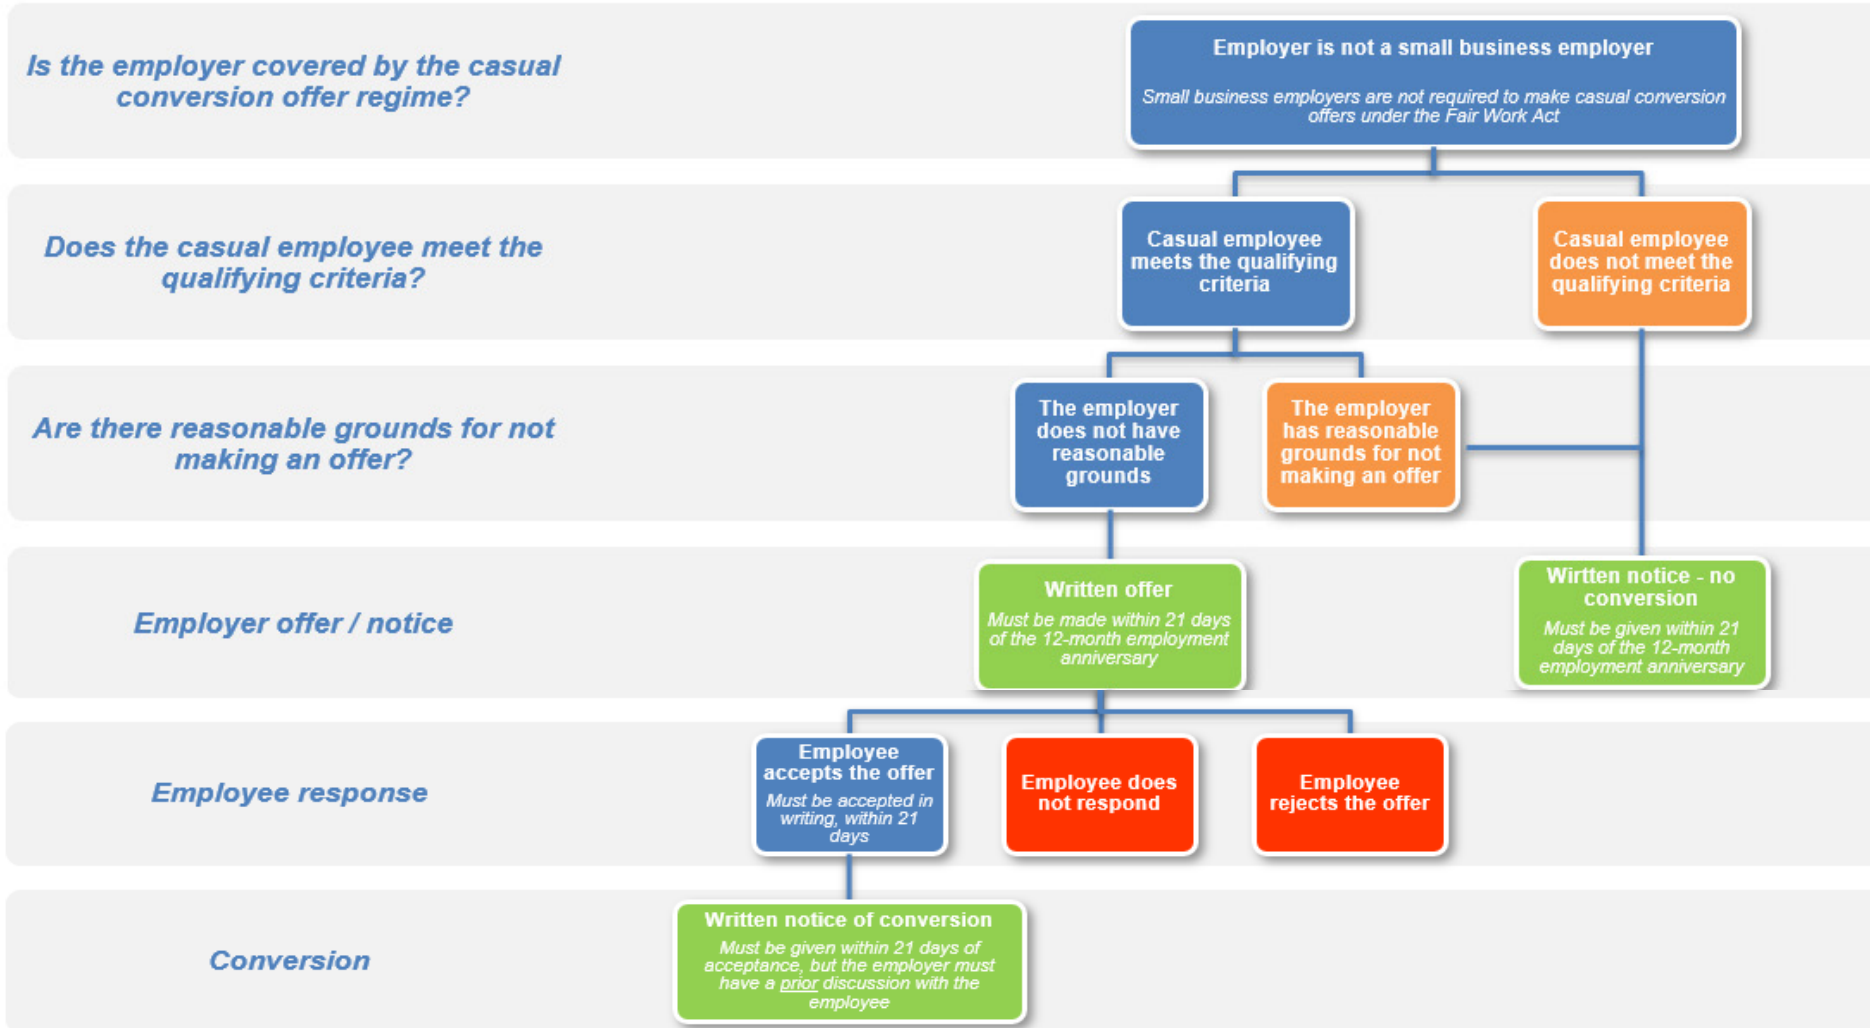 Is the employer covered by the casual
conversion offer regime?
Employer is not a small business employer
Small business employers are not required to make casual conversion
offers under the Fair Work Act
Does the casual employee meet the
qualifying criteria?
Casual employee
meets the qualifying
criteria
Casual employee
does not meet the
qualifying criteria
Are there reasonable grounds for not
making an offer?
The employer
does not have
reasonable
grounds
The employer
has reasonable
grounds for not
making an offer
Employer offer / notice
Written offer
Must be made within 21 days
of the 12-month employment
anniversary
Wirtten notice - no
conversion
Must be given within 21
days of the 12-month
employment anniversary
Employee response
Employee
accepts the offer
Must be accepted in
writing, within 21
days
Employee does
not respond
Employee
rejects the offer
Conversion
Written notice of conversion
Must be given within 21 days of
acceptance, but the employer must
have a prior discussion with the
employee